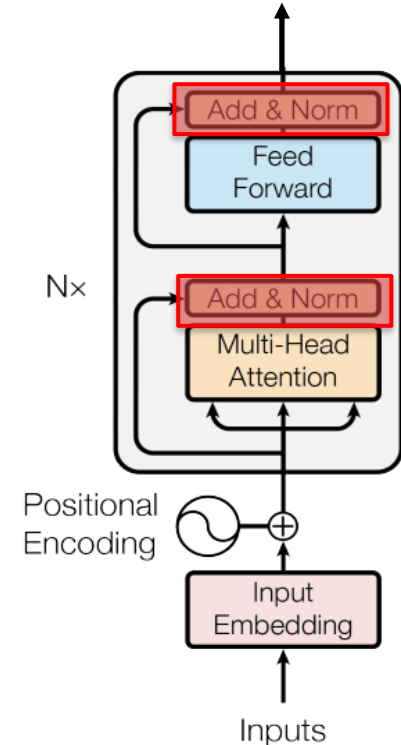 Add & Norm
Feed
Forward
N×
Add & Norm
Multi-Head
Attention
Positional
Encoding
Input
Embedding
Inputs